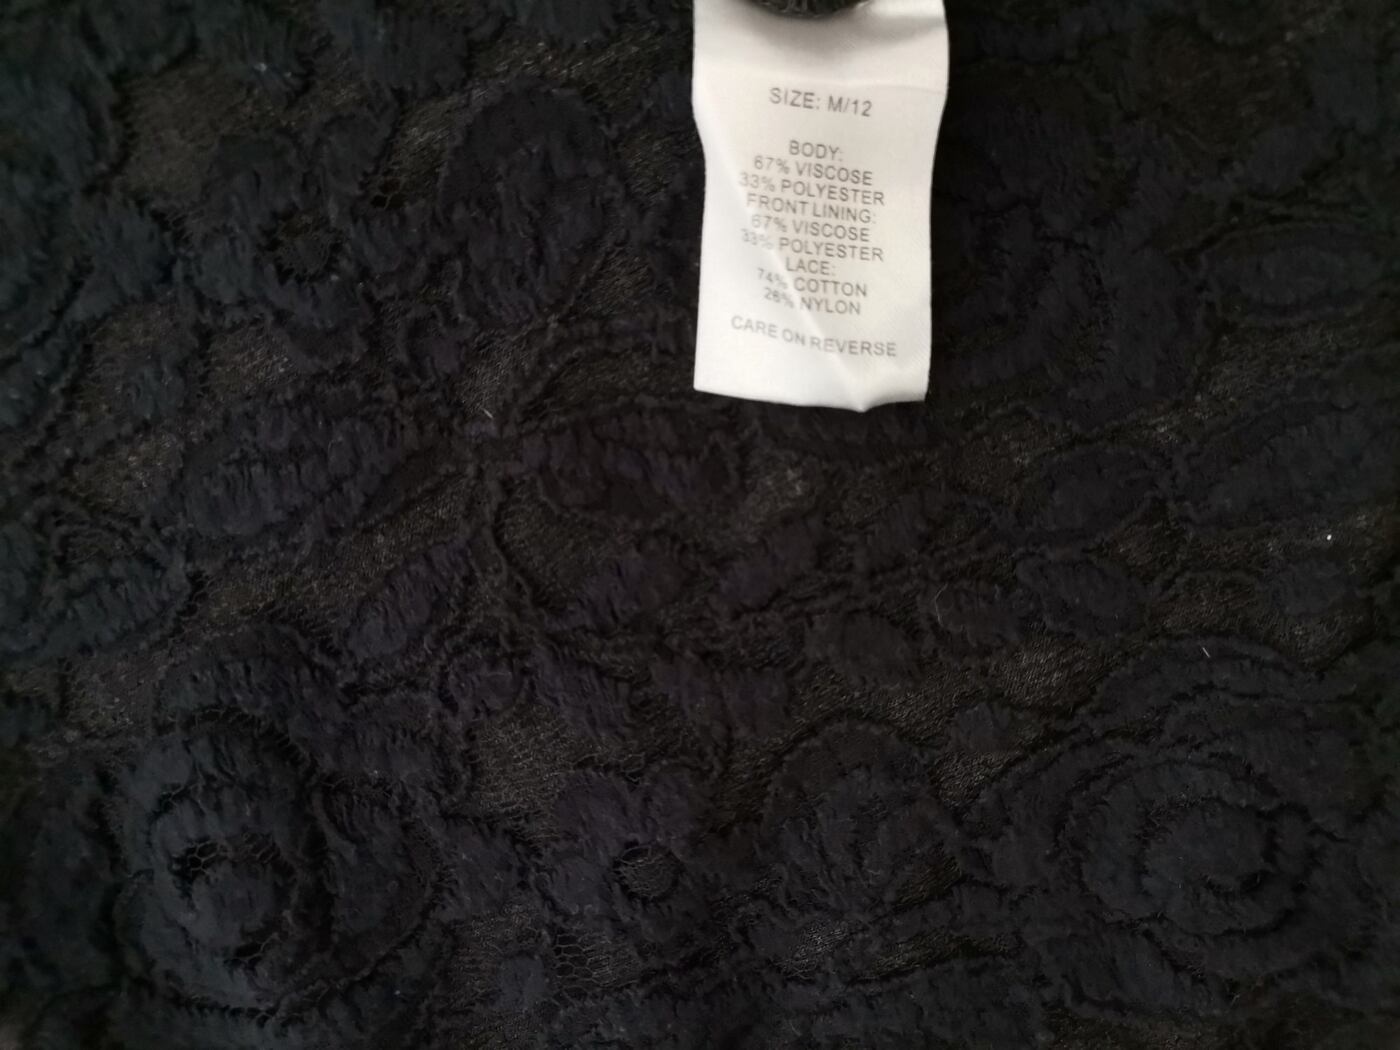 SIZE: M/12
BODY:
67% VISCOSE
33% POLYESTER
FRONT LINING:
67% VISCOSE
33% POLYESTER
LACE:
74% COTTON
26% NYLON
CARE ON REVERSE